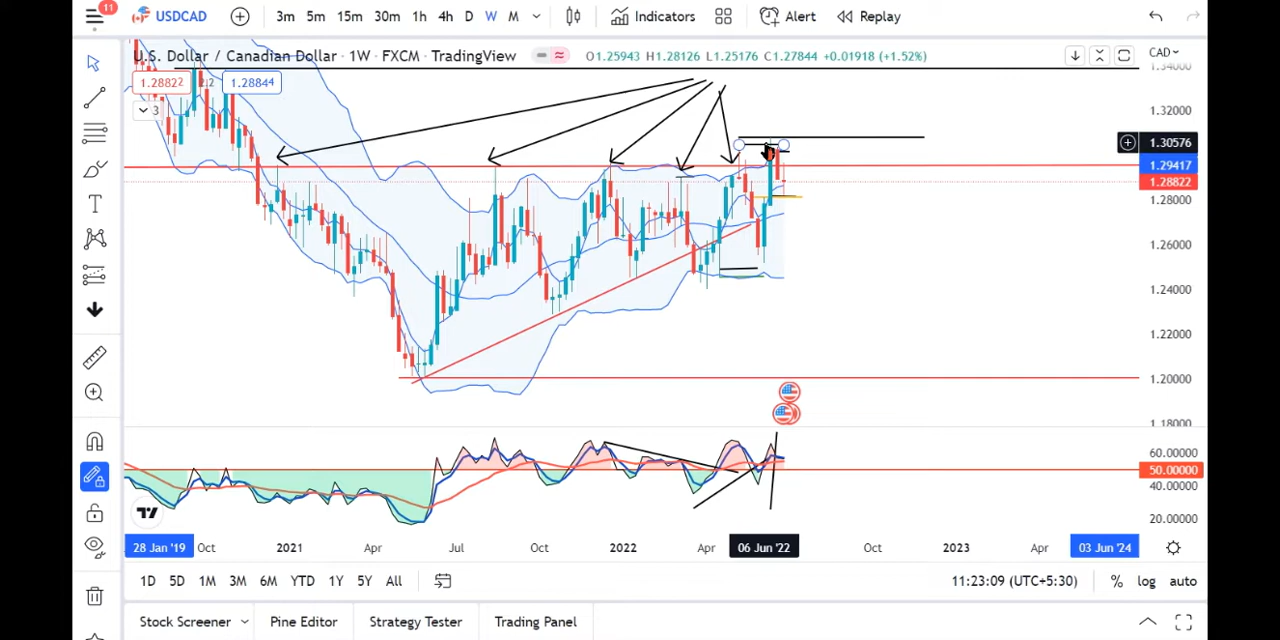 11
USDCAD
3m 5m 15m 30m 1h 4h D W M
Indicators
Alert
Replay
U.S. Dollar / Canadian Dollar · 1W · FXCM · TradingView
O1.25943 H1.28126 L1.25176 C1.27844 +0.01918 (+1.52%)
CAD
1.28822 2.2 1.28844
3
1.34000
1.32000
1.30576
1.29417
1.28822
1.28000
1.26000
1.24000
1.22000
1.20000
1.18000
60.00000
50.00000
40.00000
20.00000
28 Jan '19 Oct 2021 Apr Jul Oct 2022 Apr 06 Jun '22 Oct 2023 Apr 03 Jun '24
1D 5D 1M 3M 6M YTD 1Y 5Y All
11:23:09 (UTC+5:30) % log auto
Stock Screener Pine Editor Strategy Tester Trading Panel